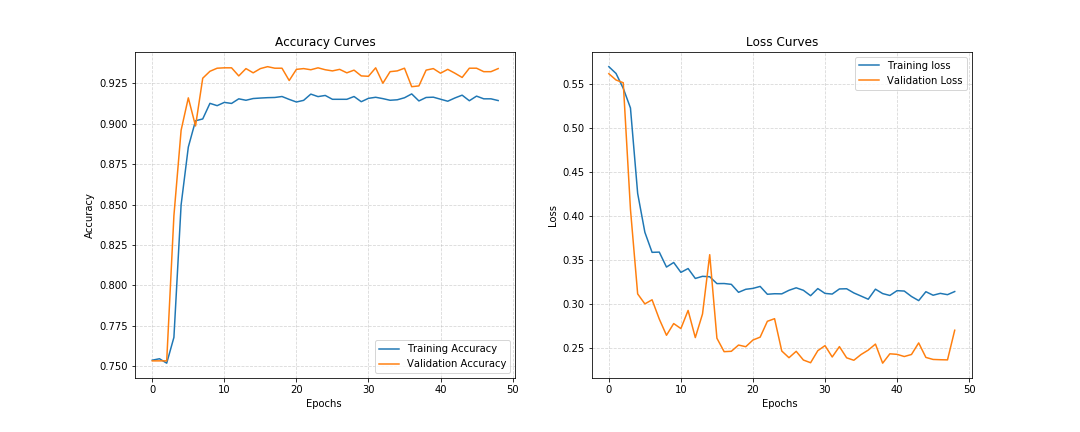 Accuracy Curves
Accuracy
0.925
0.900
0.875
0.850
0.825
0.800
0.775
0.750
0 10 20 30 40 50
Epochs
Training Accuracy
Validation Accuracy
Loss Curves
Loss
0.55
0.50
0.45
0.40
0.35
0.30
0.25
0 10 20 30 40 50
Epochs
Training loss
Validation Loss